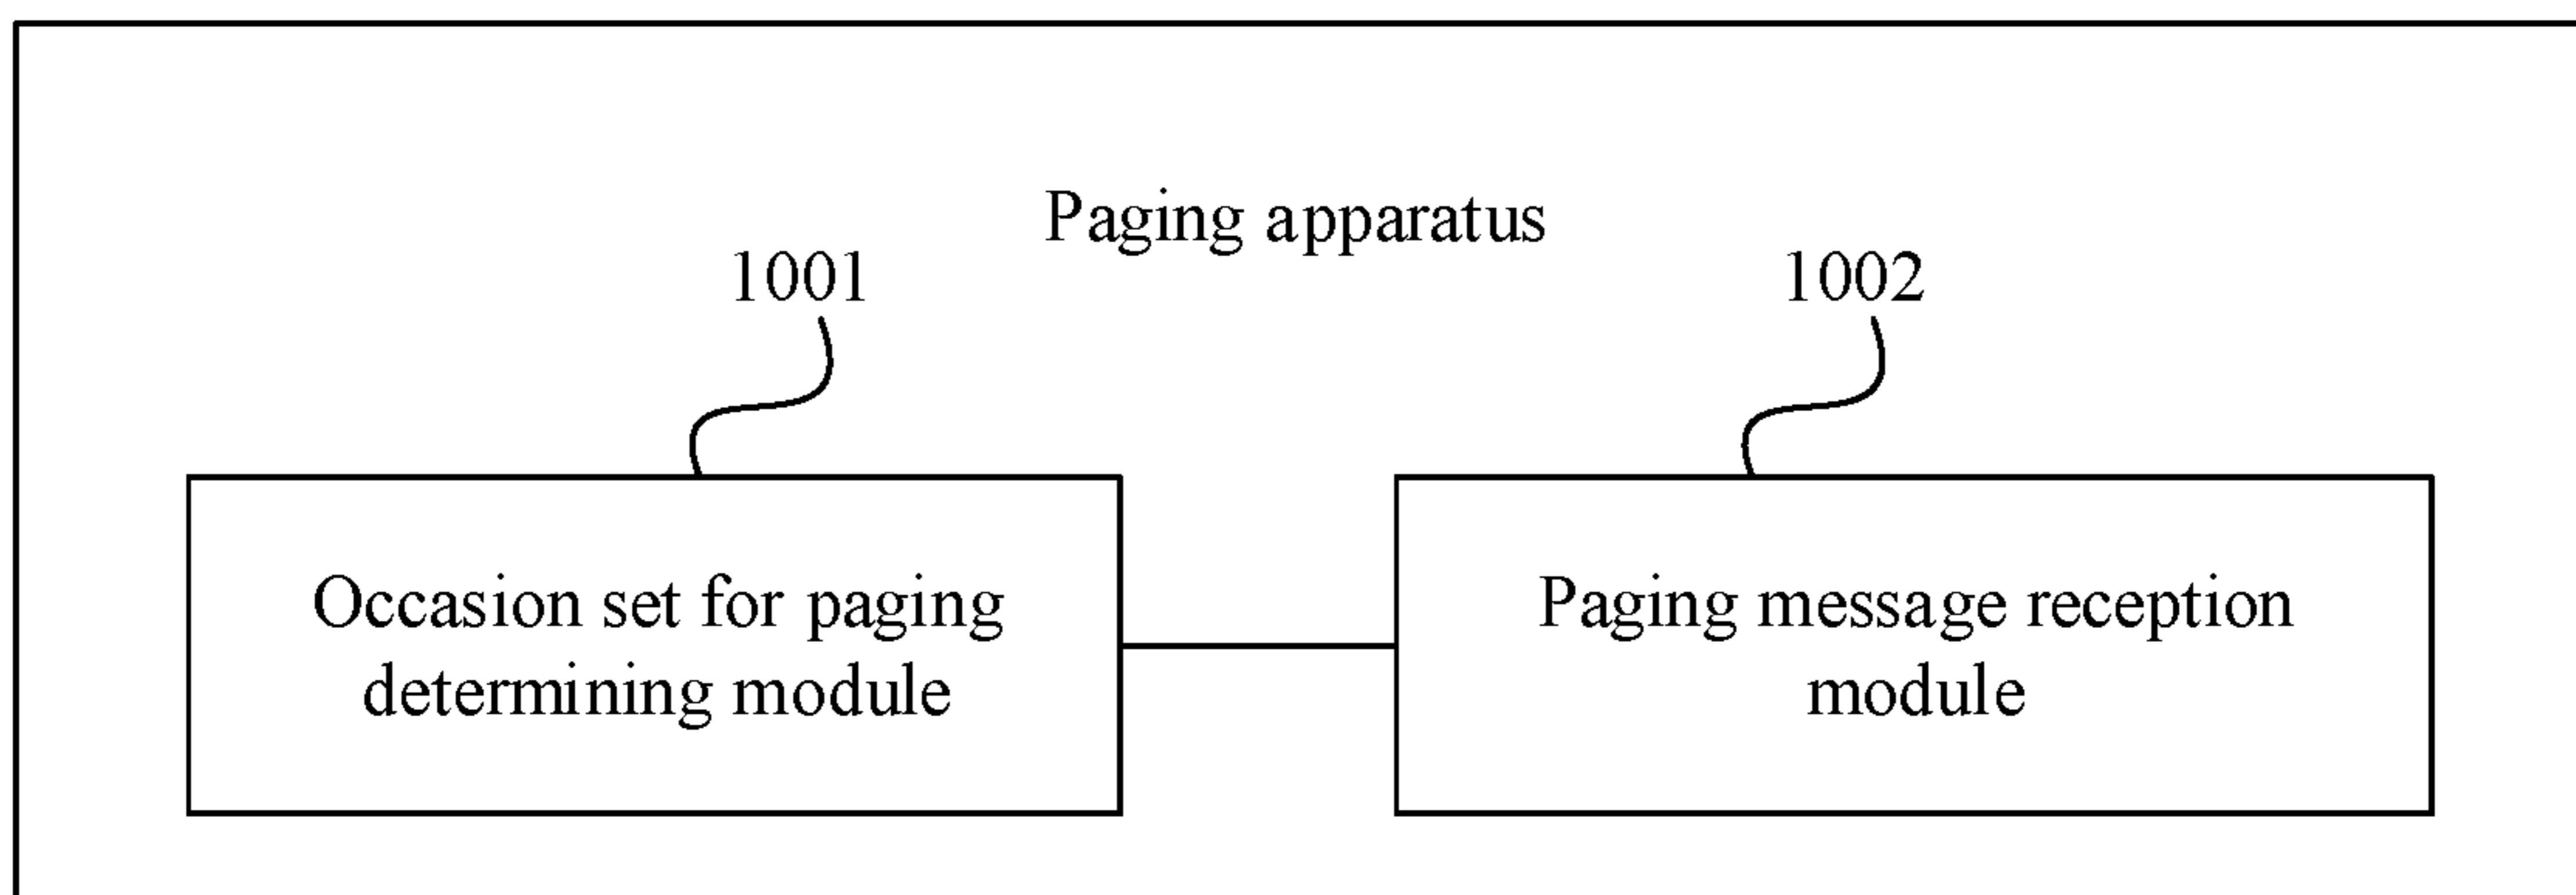 Paging apparatus
1001
1002
Occasion set for paging
determining module
Paging message reception
module